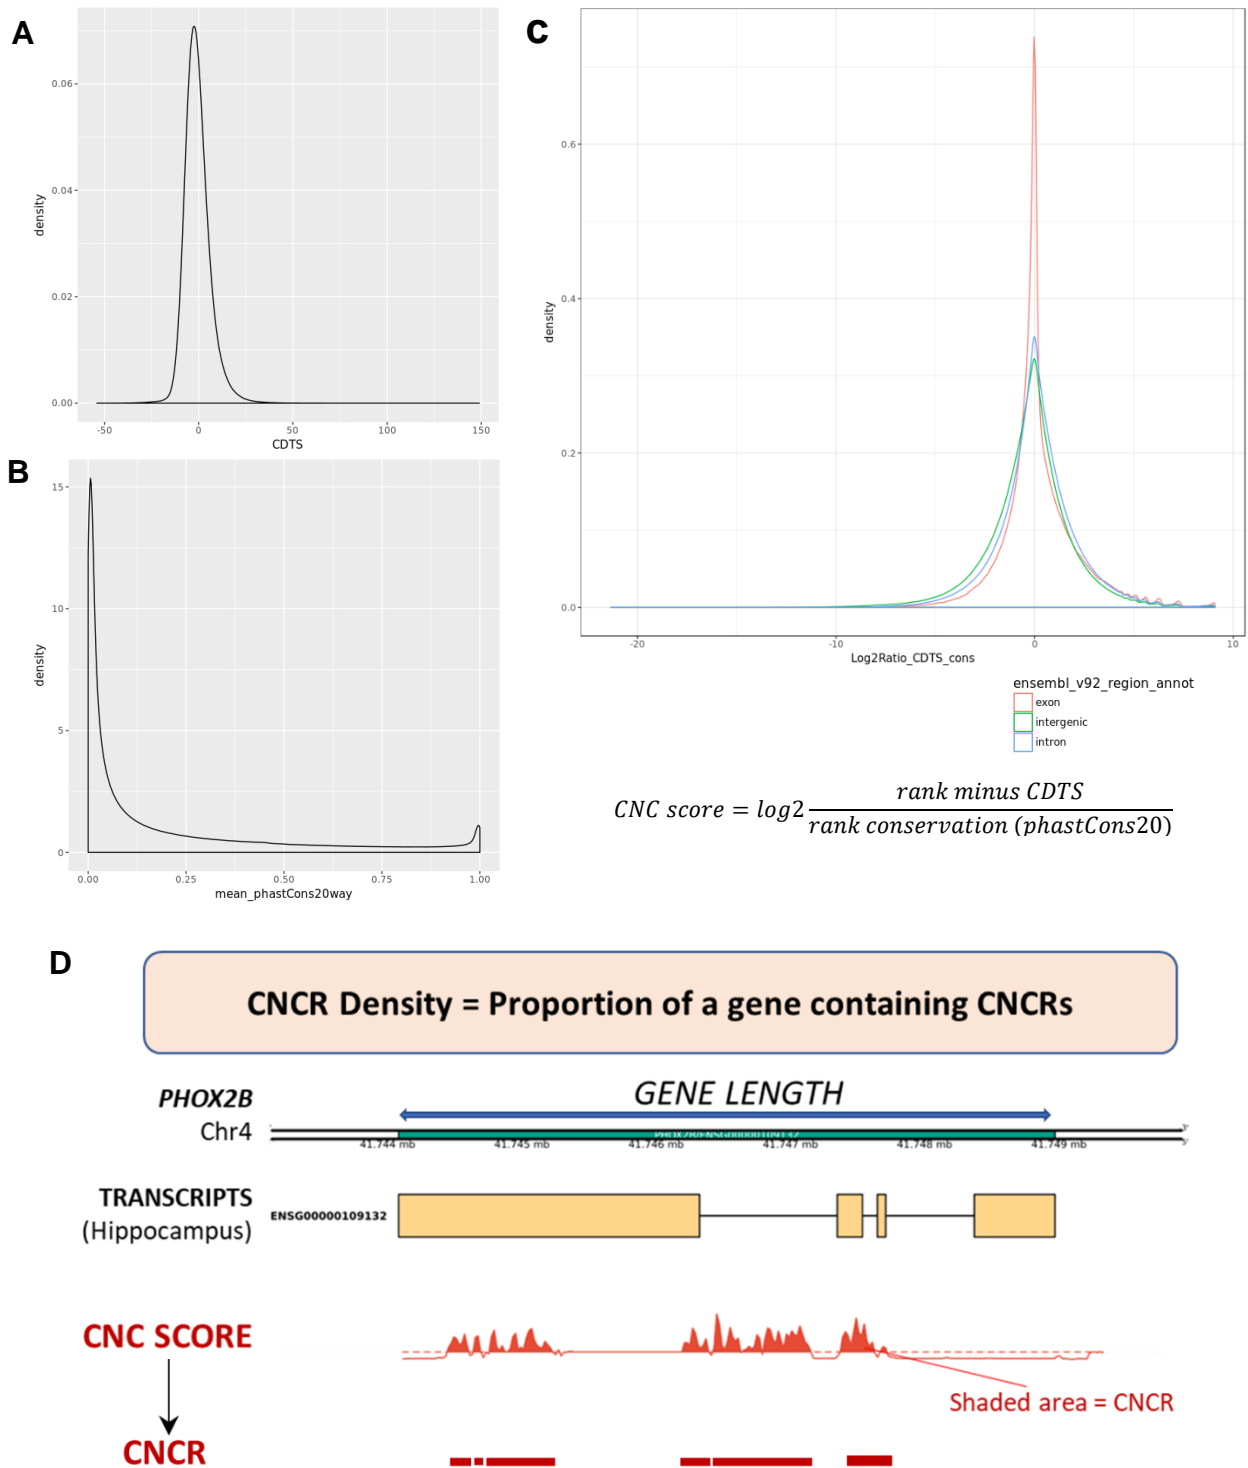 A
0.06
0.04
0.02
0.00
density
-50 0 50 100 150
CDTS
B
15
10
5
0
density
0.00 0.25 0.50 0.75 1.00
mean_phastCons20way
C
0.6
0.4
0.2
0.0
density
-20 -10 0 10
Log2Ratio_CDTS_cons
ensembl_v92_region_annot
exon
intergenic
intron
CNC score = log2 rank minus CDTS
rank conservation (phastCons20)
D
CNCR Density = Proportion of a gene containing CNCRs
PHOX2B
Chr4
GENE LENGTH
PHOX2B/ENSG00000109132
3'
5'
41.744 mb 41.745 mb 41.746 mb 41.747 mb 41.748 mb 41.749 mb
TRANSCRIPTS
(Hippocampus)
ENSG00000109132
CNC SCORE
Shaded area = CNCR
CNCR